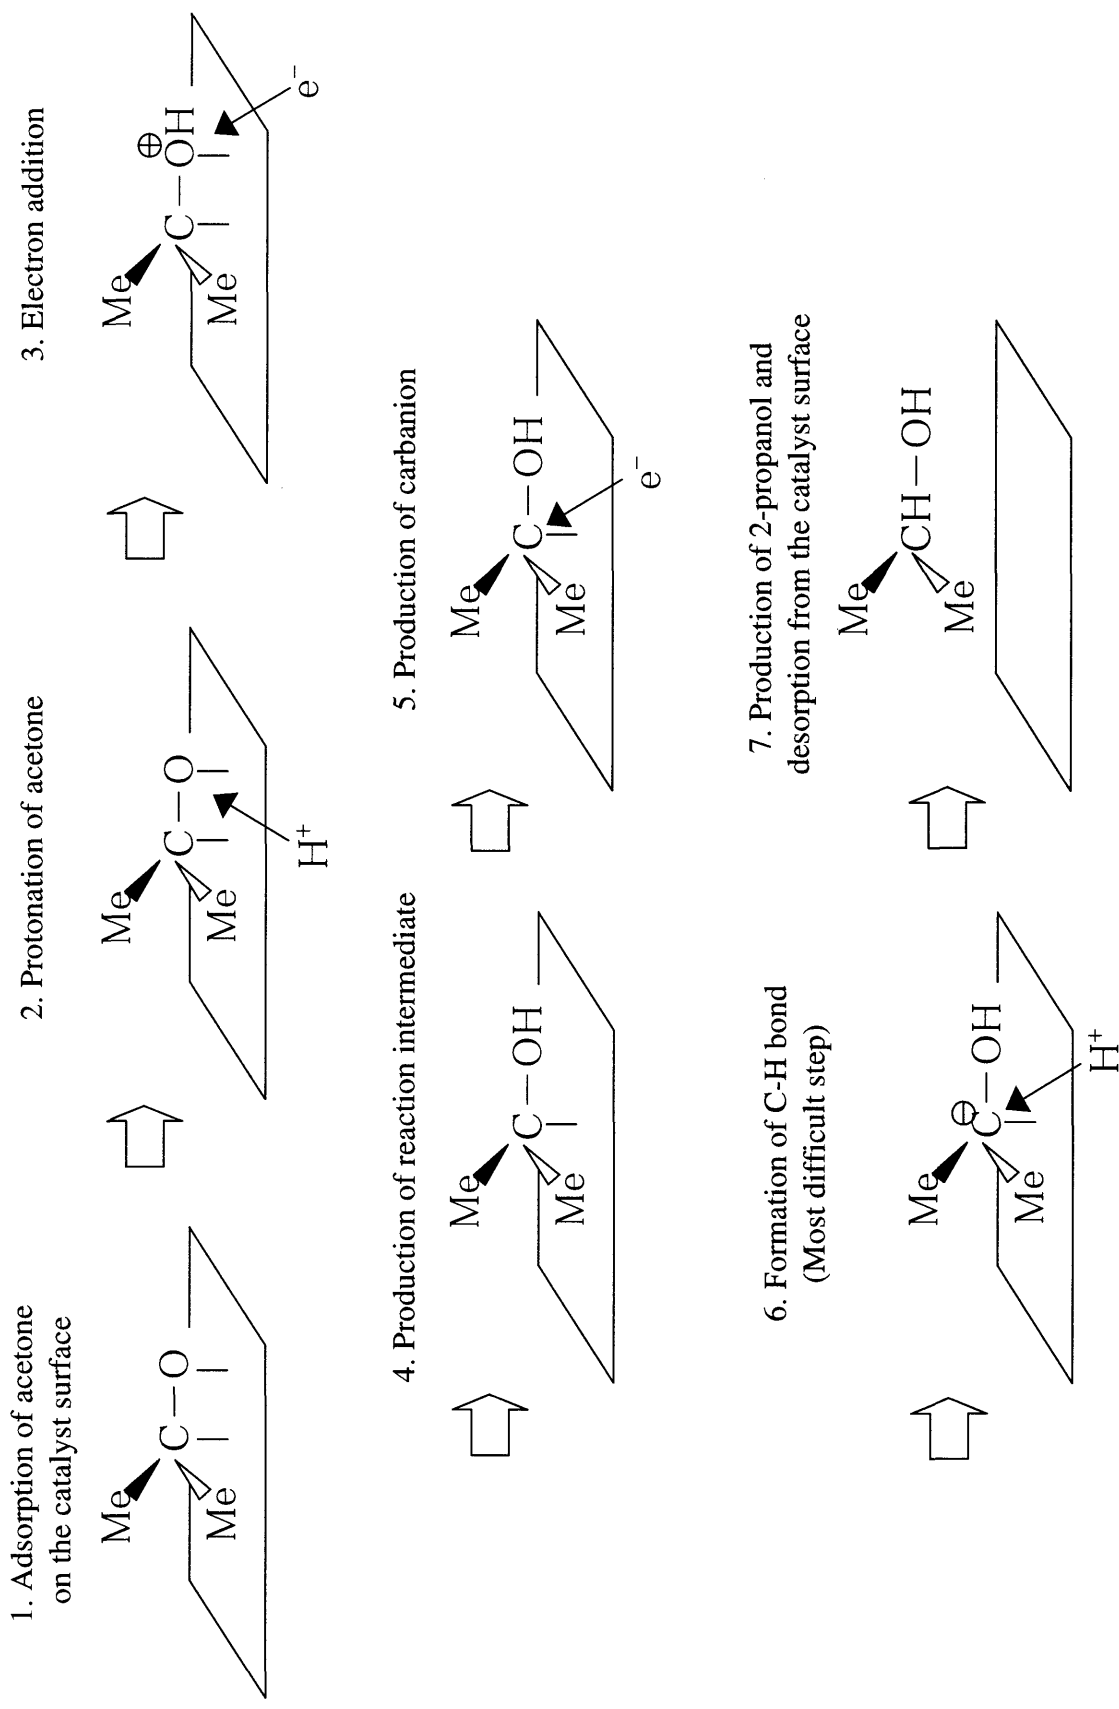 1. Adsorption of acetone
on the catalyst surface
Me
Me
C
O
2. Protonation of acetone
Me
Me
C
O
H+
3. Electron addition
Me
Me
C
⊕
OH
e−
4. Production of reaction intermediate
Me
Me
C
OH
5. Production of carbanion
Me
Me
C
OH
e−
6. Formation of C-H bond
(Most difficult step)
Me
Me
⊖
C
OH
H+
7. Production of 2-propanol and
desorption from the catalyst surface
Me
Me
CH
OH